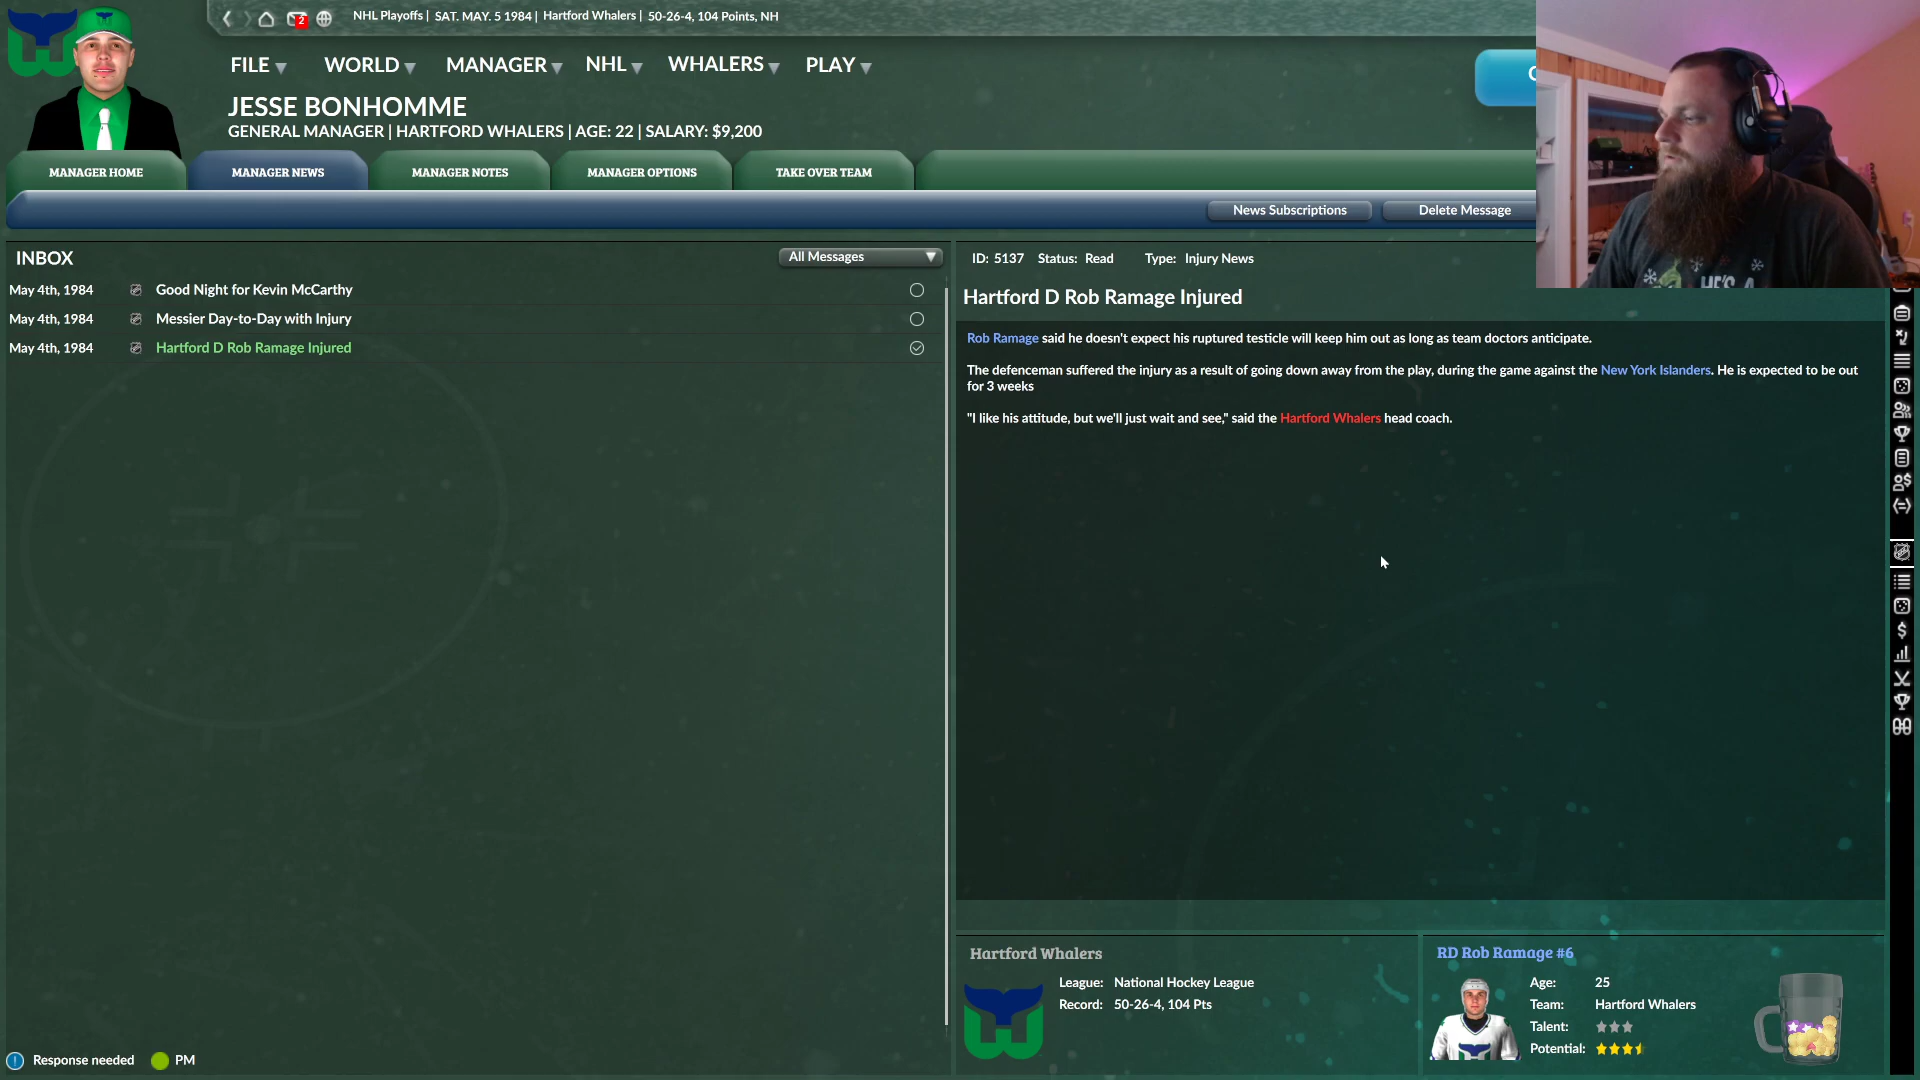 2
NHL Playoffs | SAT. MAY. 5 1984 | Hartford Whalers | 50-26-4, 104 Points, NH
FILE WORLD MANAGER NHL WHALERS PLAY
JESSE BONHOMME
GENERAL MANAGER | HARTFORD WHALERS | AGE: 22 | SALARY: $9,200
MANAGER HOME MANAGER NEWS MANAGER NOTES MANAGER OPTIONS TAKE OVER TEAM
News Subscriptions Delete Message
INBOX All Messages
May 4th, 1984 Good Night for Kevin McCarthy
May 4th, 1984 Messier Day-to-Day with Injury
May 4th, 1984 Hartford D Rob Ramage Injured
ID: 5137 Status: Read Type: Injury News
Hartford D Rob Ramage Injured
Rob Ramage said he doesn't expect his ruptured testicle will keep him out as long as team doctors anticipate.
The defenceman suffered the injury as a result of going down away from the play, during the game against the New York Islanders. He is expected to be out
for 3 weeks
"I like his attitude, but we'll just wait and see," said the Hartford Whalers head coach.
Hartford Whalers
League: National Hockey League
Record: 50-26-4, 104 Pts
RD Rob Ramage #6
Age: 25
Team: Hartford Whalers
Talent:
Potential:
Response needed PM
HE'S A